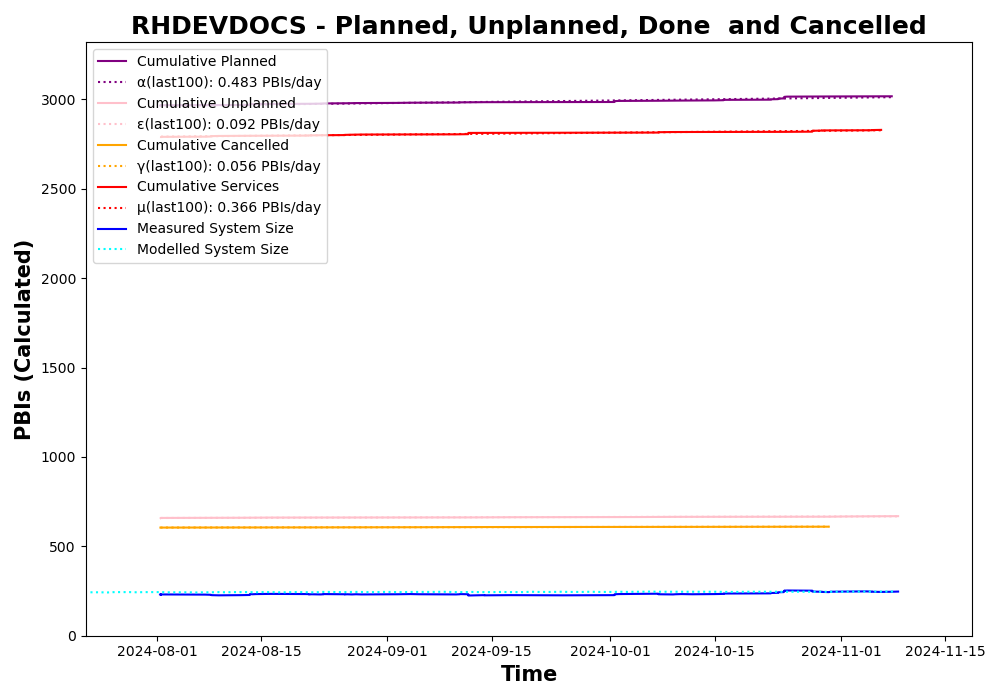 RHDEVDOCS - Planned, Unplanned, Done  and Cancelled
Cumulative Planned
α(last100): 0.483 PBIs/day
Cumulative Unplanned
ε(last100): 0.092 PBIs/day
Cumulative Cancelled
γ(last100): 0.056 PBIs/day
Cumulative Services
μ(last100): 0.366 PBIs/day
Measured System Size
Modelled System Size
PBIs (Calculated)
3000
2500
2000
1500
1000
500
0
2024-08-01
2024-08-15
2024-09-01
2024-09-15
2024-10-01
2024-10-15
2024-11-01
2024-11-15
Time